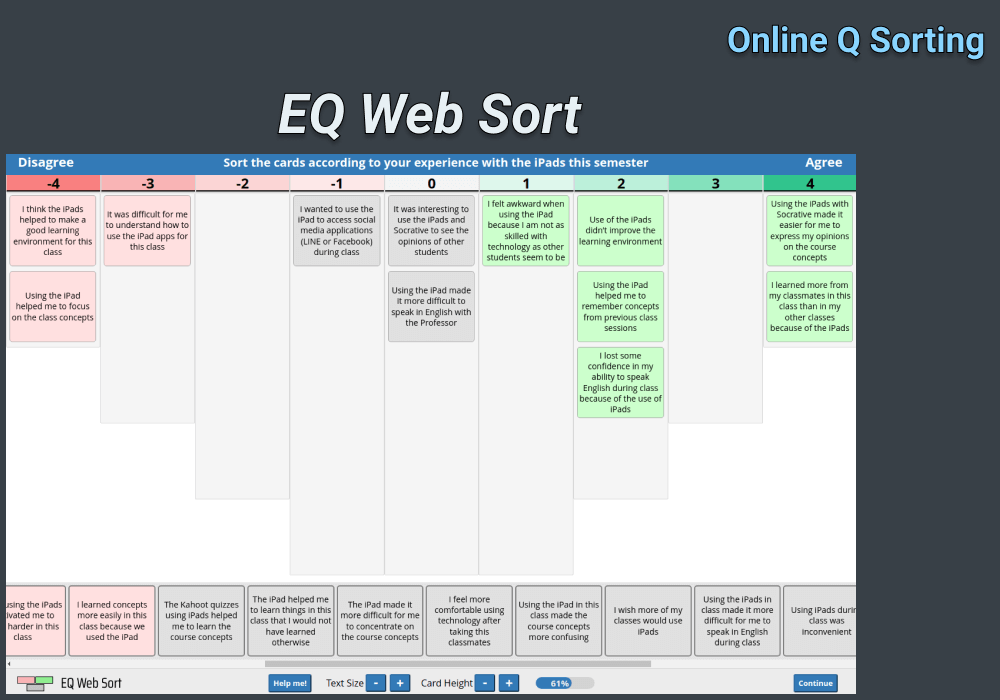 Online Q Sorting
EQ Web Sort
Disagree
Sort the cards according to your experience with the iPads this semester
Agree
-4
-3
-2
-1
0
1
2
3
4
I think the iPads
helped to make a
good learning
environment for this
class
Using the iPad
helped me to focus
on the class concepts
It was difficult for me
to understand how to
use the iPad apps for
this class
I wanted to use the
iPad to access social
media applications
(LINE or Facebook)
during class
It was interesting to
use the iPads and
Socrative to see the
opinions of other
students
Using the iPad made
it more difficult to
speak in English with
the Professor
I felt awkward when
using the iPad
because I am not as
skilled with
technology as other
students seem to be
Use of the iPads
didn't improve the
learning environment
Using the iPad
helped me to
remember concepts
from previous class
sessions
I lost some
confidence in my
ability to speak
English during class
because of the use of
iPads
Using the iPads with
Socrative made it
easier for me to
express my opinions
on the course
concepts
I learned more from
my classmates in this
class than in my
other classes
because of the iPads
using the iPads
ivated me to
harder in this
class
I learned concepts
more easily in this
class because we
used the iPad
The Kahoot quizzes
using iPads helped
me to learn the
course concepts
The iPad helped me
to learn things in this
class that I would not
have learned
otherwise
The iPad made it
more difficult for me
to concentrate on
the course concepts
I feel more
comfortable using
technology after
taking this
classmates
Using the iPad in this
class made the
course concepts
more confusing
I wish more of my
classes would use
iPads
Using the iPads in
class made it more
difficult for me to
speak in English
during class
Using iPads durin
class was
inconvenient
EQ Web Sort
Help me!
Text Size
-
+
Card Height
-
+
61%
Continue